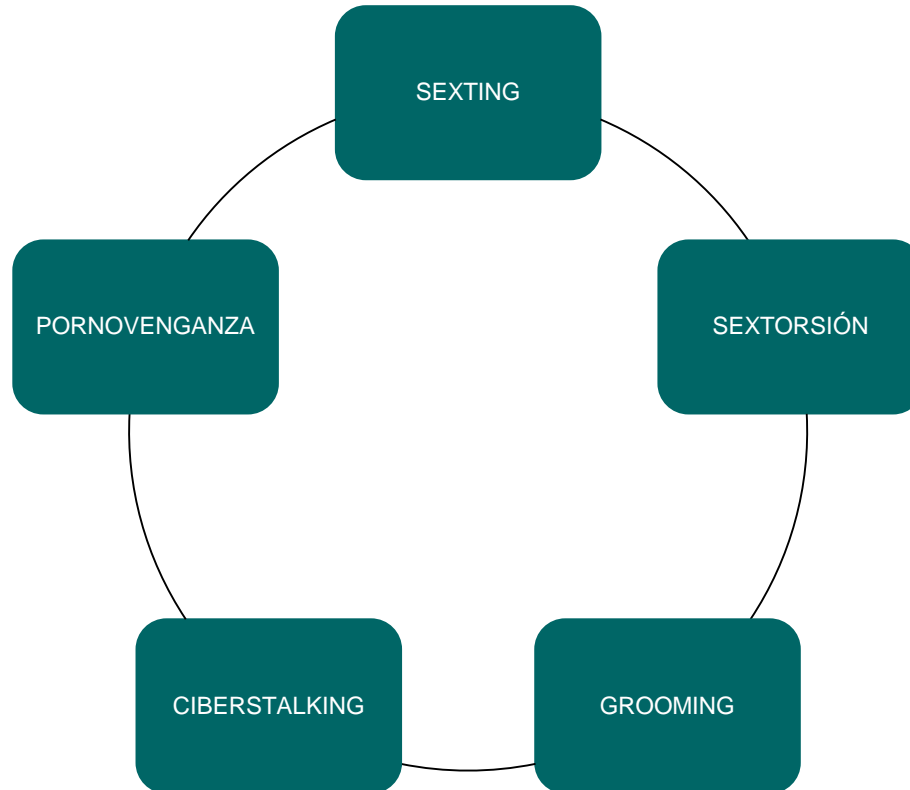 SEXTING
PORNOVENGANZA
SEXTORSIÓN
CIBERSTALKING
GROOMING